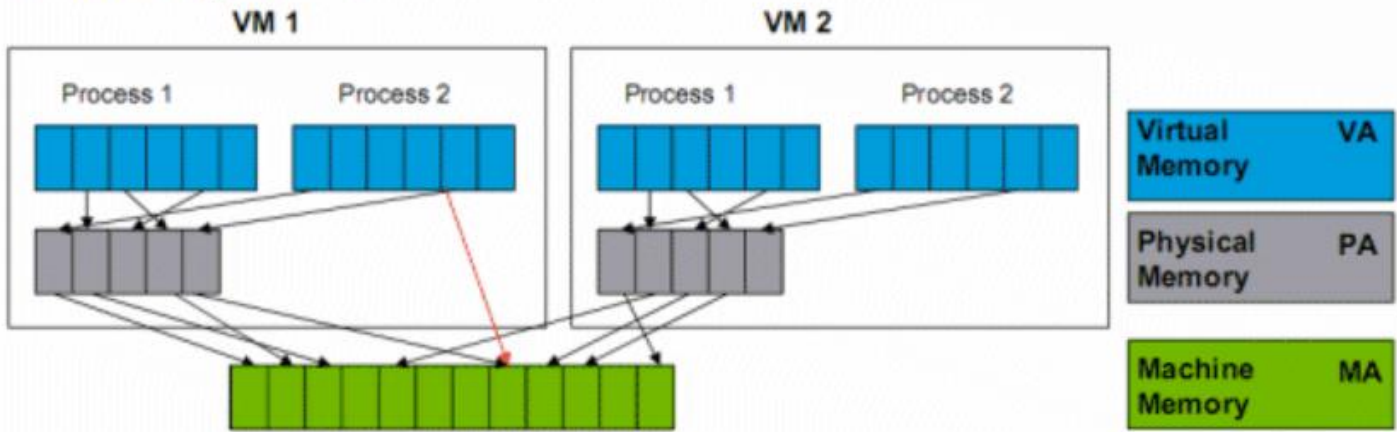 VM 1
VM 2
Process 1
Process 2
Process 1
Process 2
Virtual VA
Memory
Physical PA
Memory
Machine MA
Memory